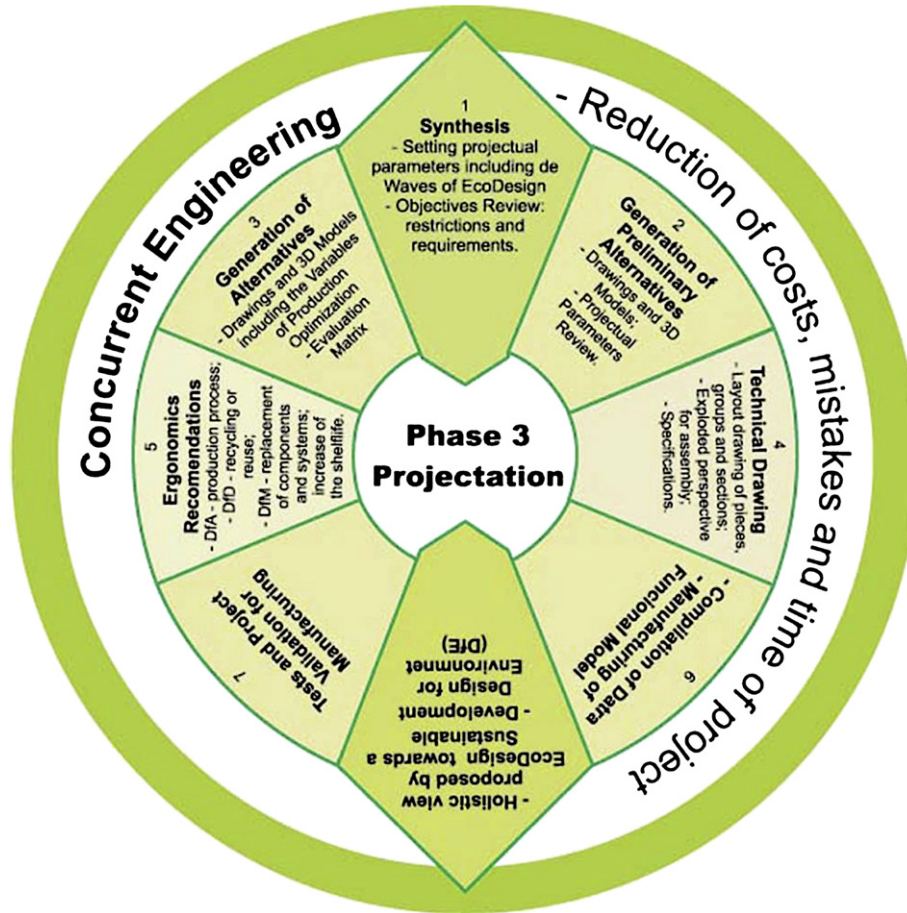 Concurrent Engineering
- Reduction of costs, mistakes and time of project
1
Synthesis
- Setting projectual
parameters including de
Waves of EcoDesign
- Objectives Review:
restrictions and
requirements.
2
Generation of
Preliminary
Alternatives
- Drawings and 3D
Models;
- Projectual
Parameters
Review.
3
Generation of
Alternatives
- Drawings and 3D Models
including the Variables
of Production
Optimization
- Evaluation
Matrix
4
Technical Drawing
- Layout drawing of pieces,
groups and sections;
- Exploded perspective
for assembly;
- Specifications.
5
Ergonomics
Recomendations
- DfA - production process;
- DfD - recycling or
reuse;
- DfM - replacement
of components
and systems;
increase of
the shelflife.
6
- Compilation of Datra
- Manufacturing of
Funcional Model
7
Tests and Project
Validation for
Manufacturing
- Holistic view
proposed by
EcoDesign towards a
Sustainable
- Development
Design for
Environmnet
(DfE)
Phase 3
Projectation